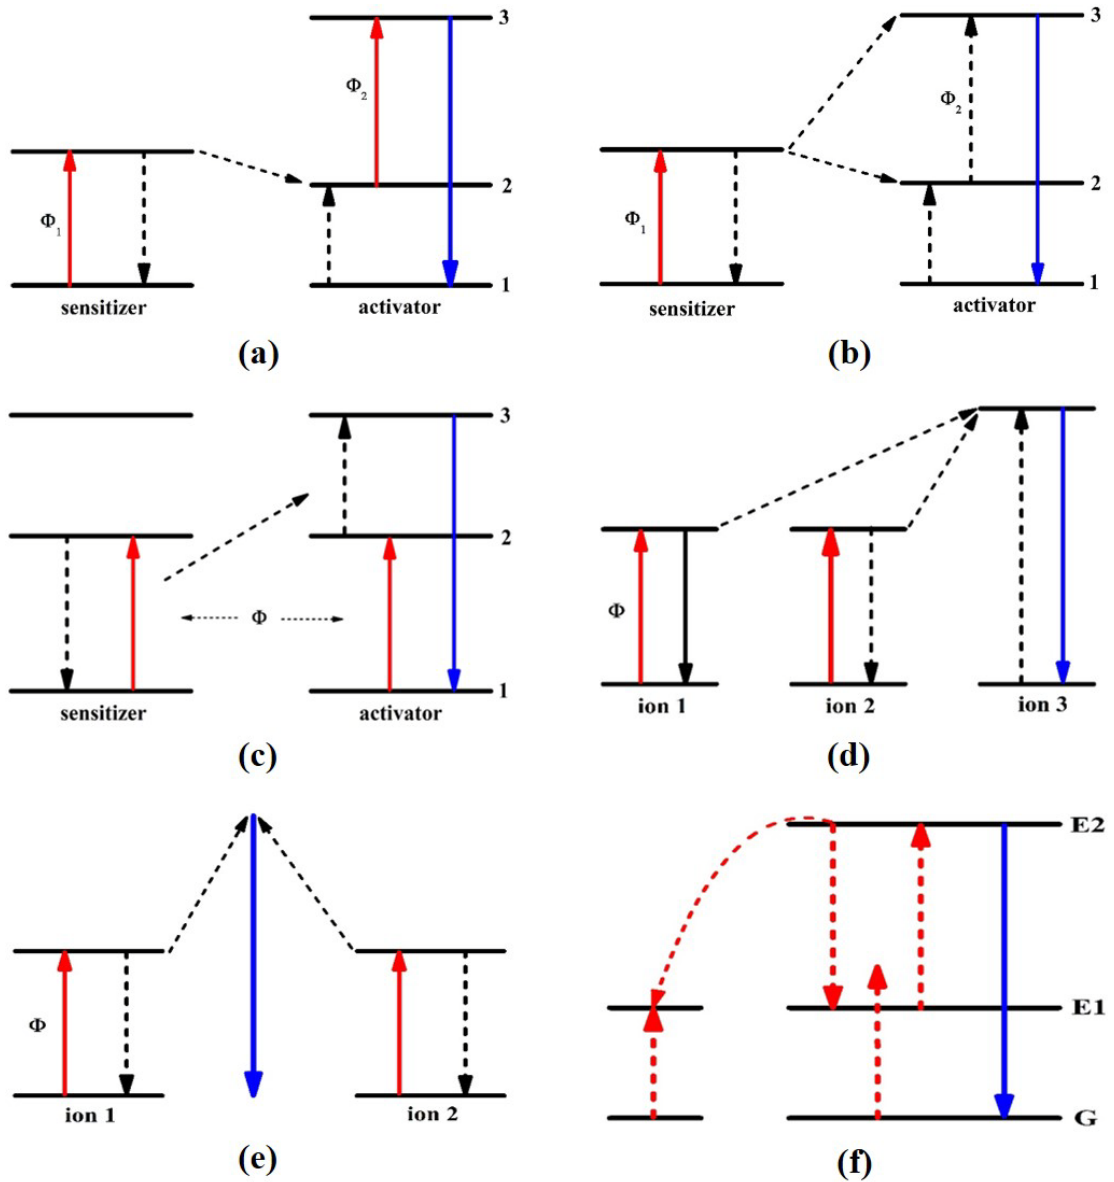 3
Φ2
2
Φ1
1
sensitizer
activator
(a)
3
Φ2
2
Φ1
1
sensitizer
activator
(b)
3
2
Φ
1
sensitizer
activator
(c)
Φ
ion 1
ion 2
ion 3
(d)
Φ
ion 1
ion 2
(e)
E2
E1
G
(f)